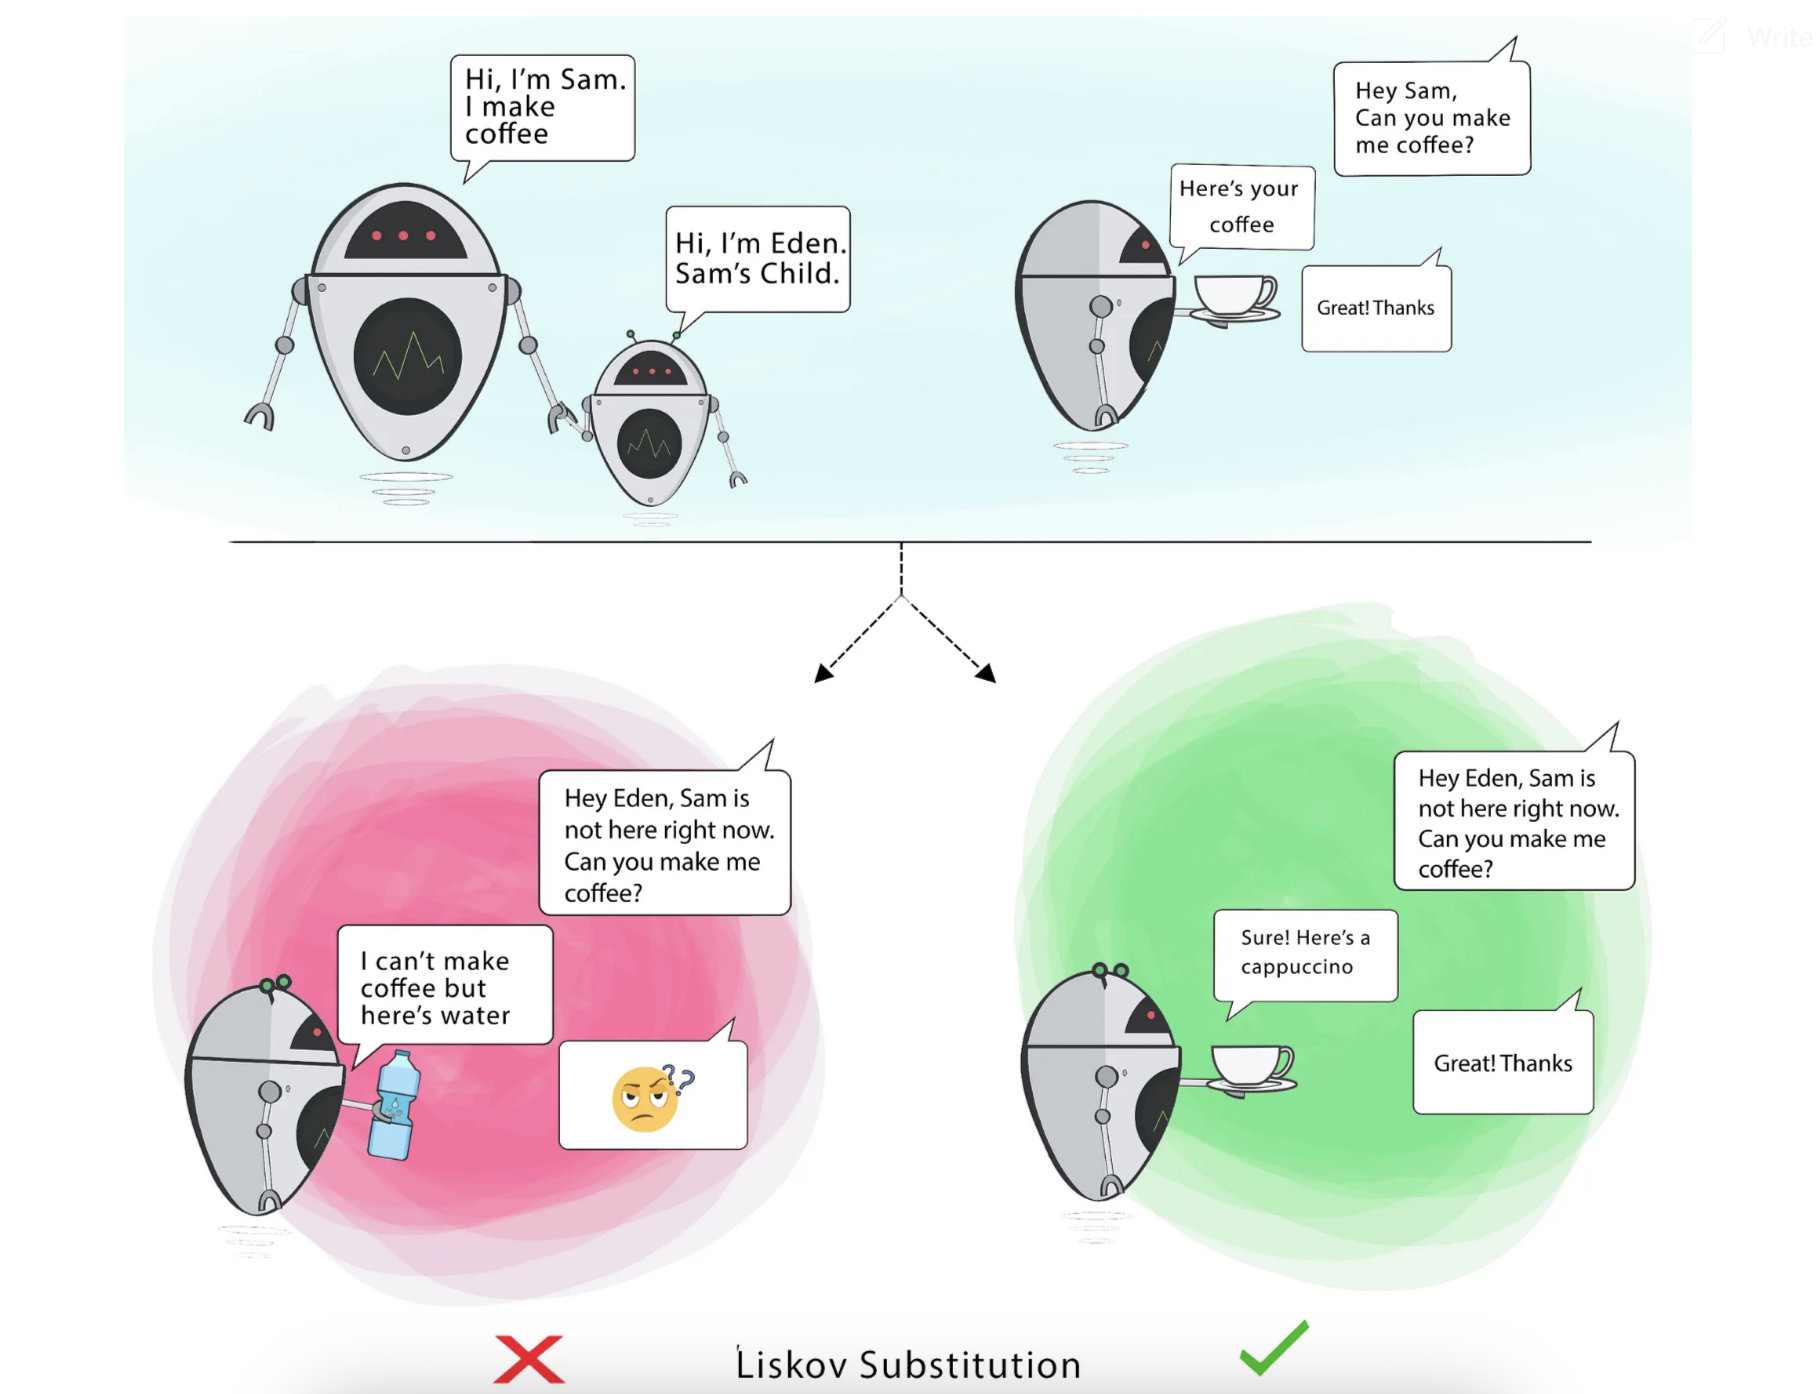 Write
Hi, I'm Sam.
I make
coffee
Hi, I'm Eden.
Sam's Child.
Hey Sam,
Can you make
me coffee?
Here's your
coffee
Great! Thanks
Hey Eden, Sam is
not here right now.
Can you make me
coffee?
I can't make
coffee but
here's water
??
Hey Eden, Sam is
not here right now.
Can you make me
coffee?
Sure! Here's a
cappuccino
Great! Thanks
Liskov Substitution